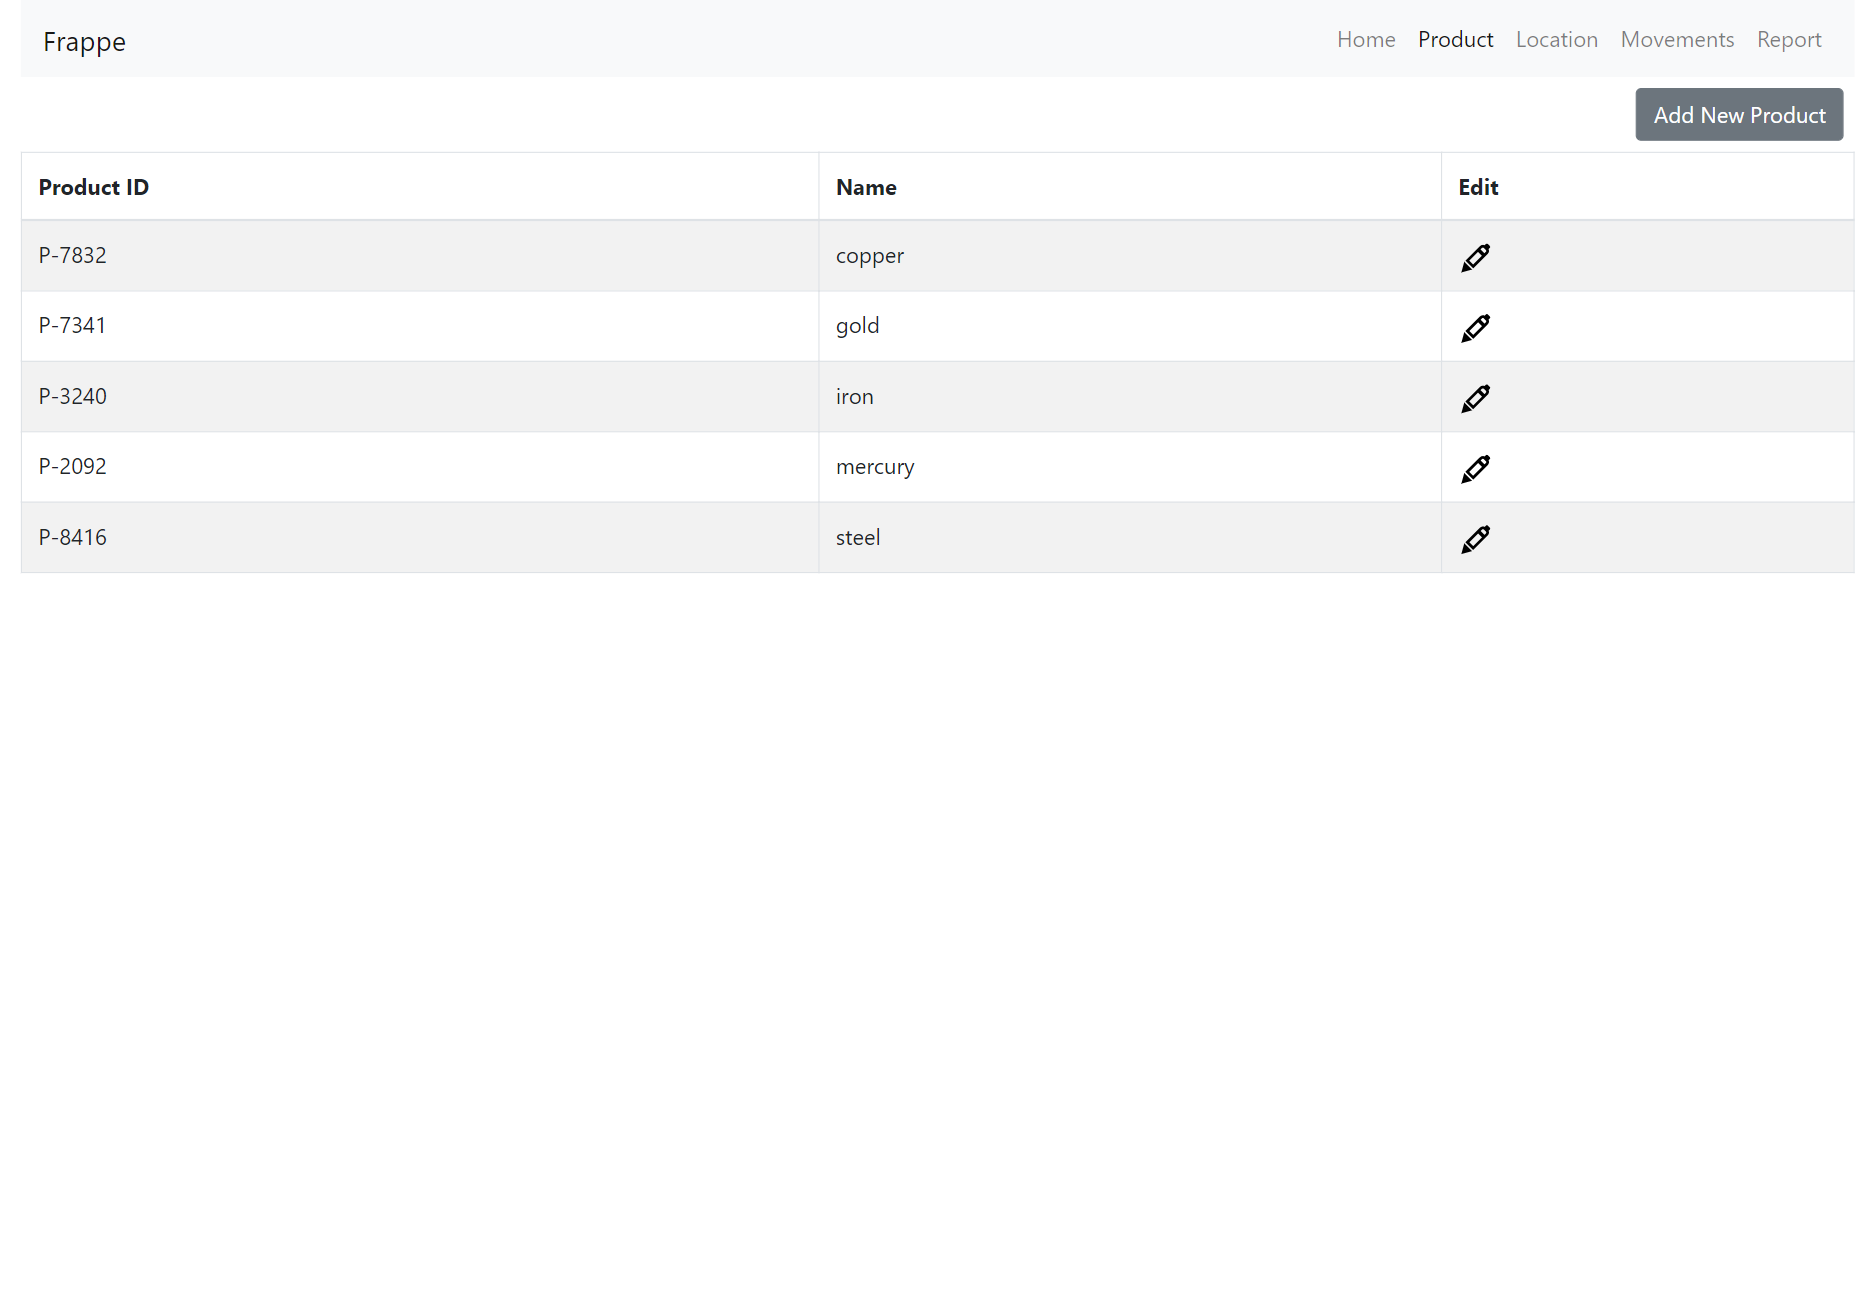 Frappe Home Product Location Movements Report
Add New Product
Product ID Name Edit
P-7832 copper
P-7341 gold
P-3240 iron
P-2092 mercury
P-8416 steel